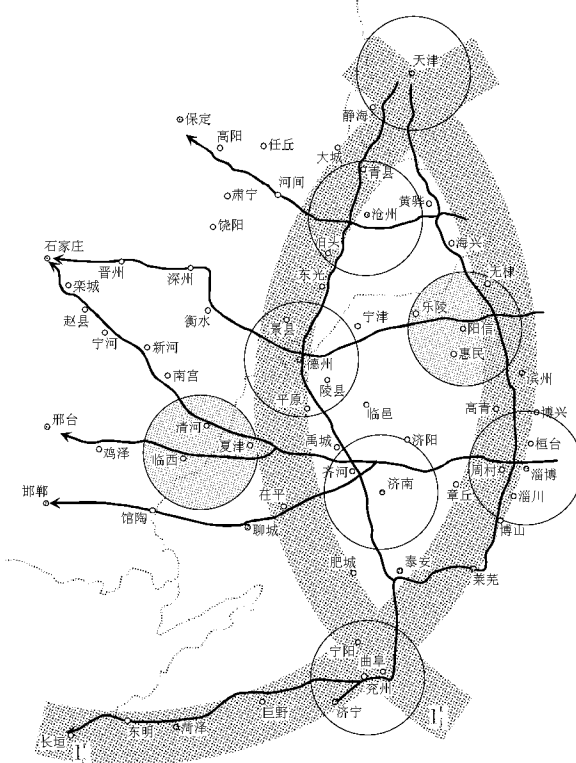 天津
静海
保定
高阳
任丘
大城
青县
肃宁
河间
黄骅
沧州
饶阳
泊头
海兴
石家庄
晋州
深州
栾城
东光
无棣
赵县
衡水
景县
宁津
乐陵
宁河
阳信
新河
德州
惠民
南宫
陵县
滨州
平原
临邑
高青
博兴
邢台
清河
鸡泽
夏津
禹城
济阳
桓台
临西
齐河
周村
淄博
邯郸
茌平
济南
章丘
淄川
馆陶
聊城
博山
肥城
泰安
莱芜
宁阳
曲阜
兖州
巨野
济宁
长垣
东明
菏泽